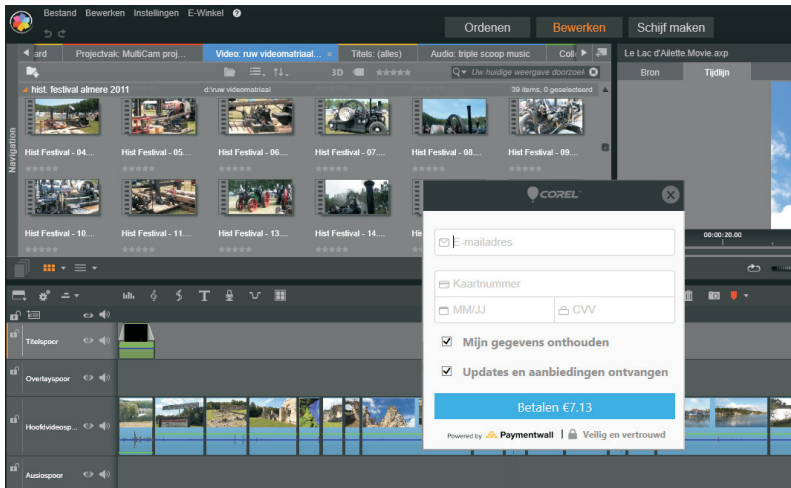 Bestand Bewerken Instellingen E-Winkel
Ordenen Bewerken Schijf maken
ard Projectvak: MultiCam proj... Video: ruw videomatriaal... × Titels: (alles) Audio: triple scoop music Coll
Le Lac d'Ailette.Movie.axp
Bron Tijdlijn
3D Uw huidige weergave doorzoek
hist. festival almere 2011 d:\ruw videomatriaal 39 items, 0 geselecteerd
Navigation
Hist Festival - 04.... Hist Festival - 05.... Hist Festival - 06.... Hist Festival - 07.... Hist Festival - 08.... Hist Festival - 09....
Hist Festival - 10.... Hist Festival - 11.... Hist Festival - 13.... Hist Festival - 14.... His
COREL
E-mailadres
Kaartnummer
MM/JJ CVV
Mijn gegevens onthouden
Updates en aanbiedingen ontvangen
Betalen €7.13
Powered by Paymentwall | Veilig en vertrouwd
00:00:20.00
Titelspoor
Overlayspoor
Hoofdvideosp...
Ausiospoor